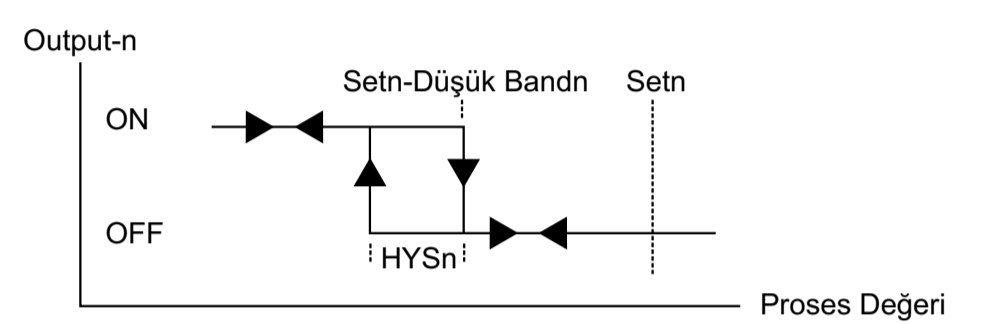 Output-n
Setn-Düşük Bandn
Setn
ON
OFF
HYSn
Proses Değeri